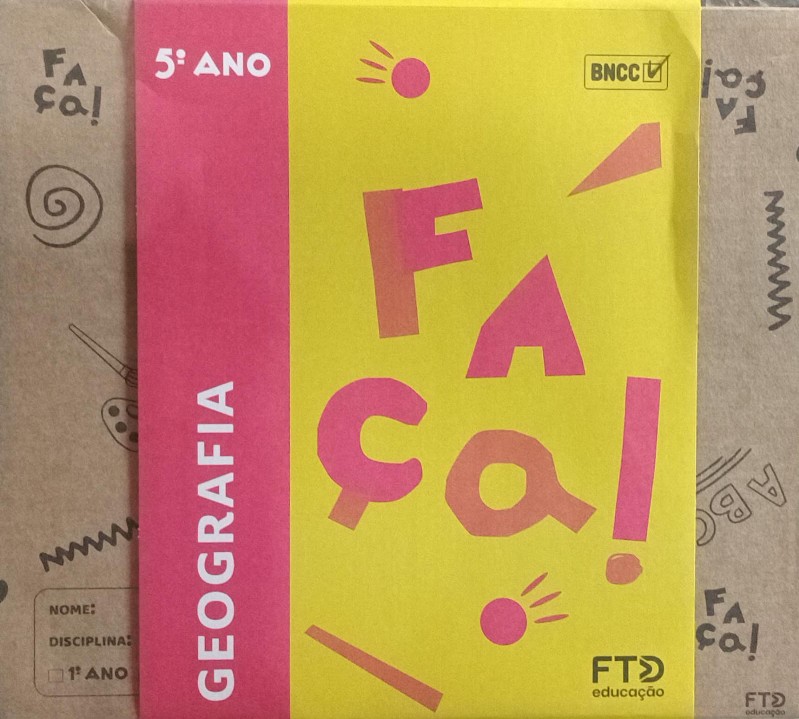 5º ANO
BNCC
FA
ça!
FA
ça!
FA
ÇA!
GEOGRAFIA
ABC
NOME:
DISCIPLINA:
1º ANO
FTD
educação
FA
ça!
FTD
educação